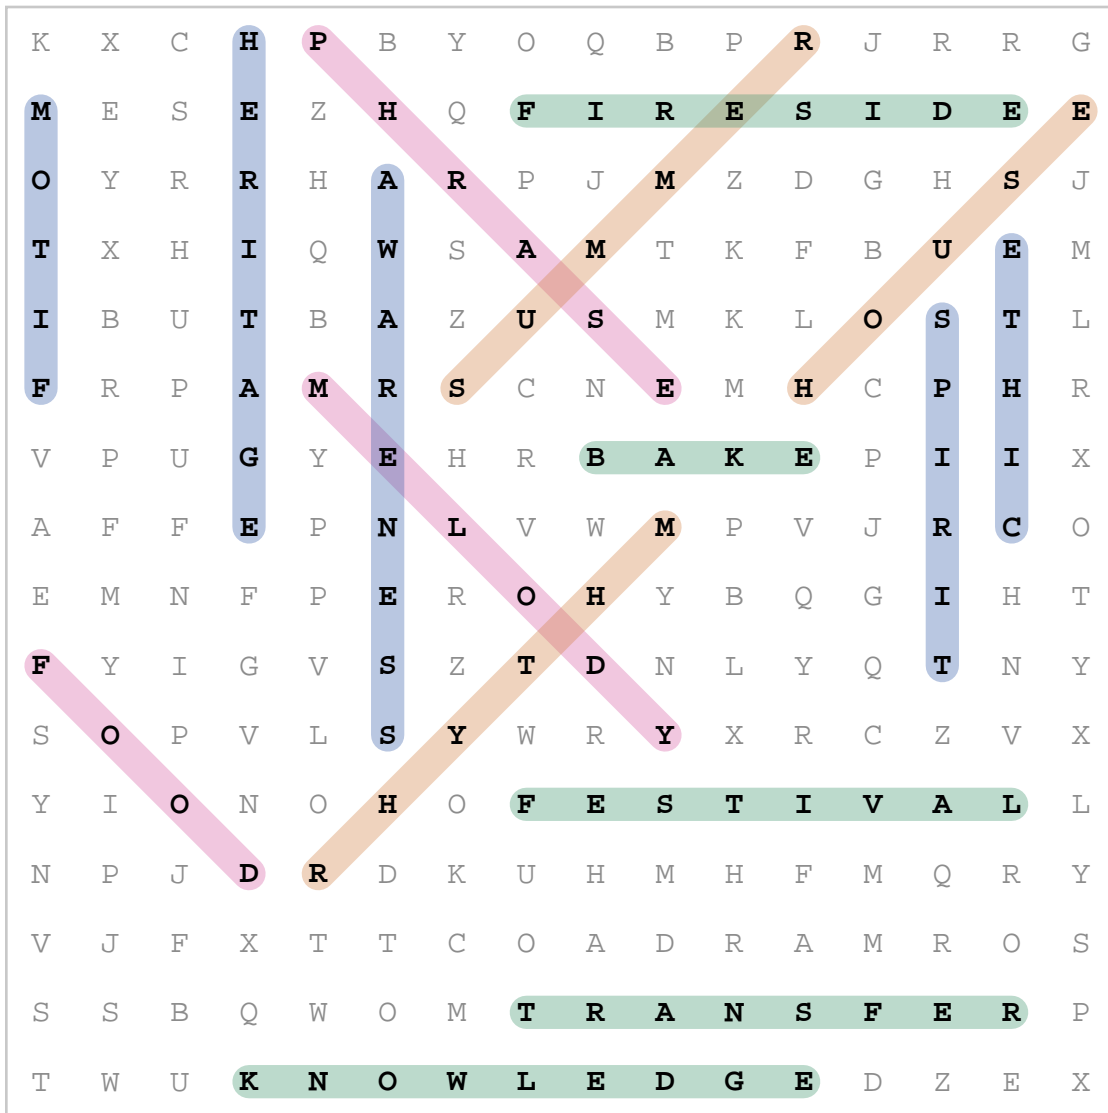 K X C H P B Y O Q B P R J R R G
M E S E Z H Q F I R E S I D E E
O Y R R H A R P J M Z D G H S J
T X H I Q W S A M T K F B U E M
I B U T B A Z U S M K L O S T L
F R P A M R S C N E M H C P H R
V P U G Y E H R B A K E P I I X
A F F E P N L V W M P V J R C O
E M N F P E R O H Y B Q G I H T
F Y I G V S Z T D N L Y Q T N Y
S O P V L S Y W R Y X R C Z V X
Y I O N O H O F E S T I V A L L
N P J D R D K U H M H F M Q R Y
V J F X T T C O A D R A M R O S
S S B Q W O M T R A N S F E R P
T W U K N O W L E D G E D Z E X